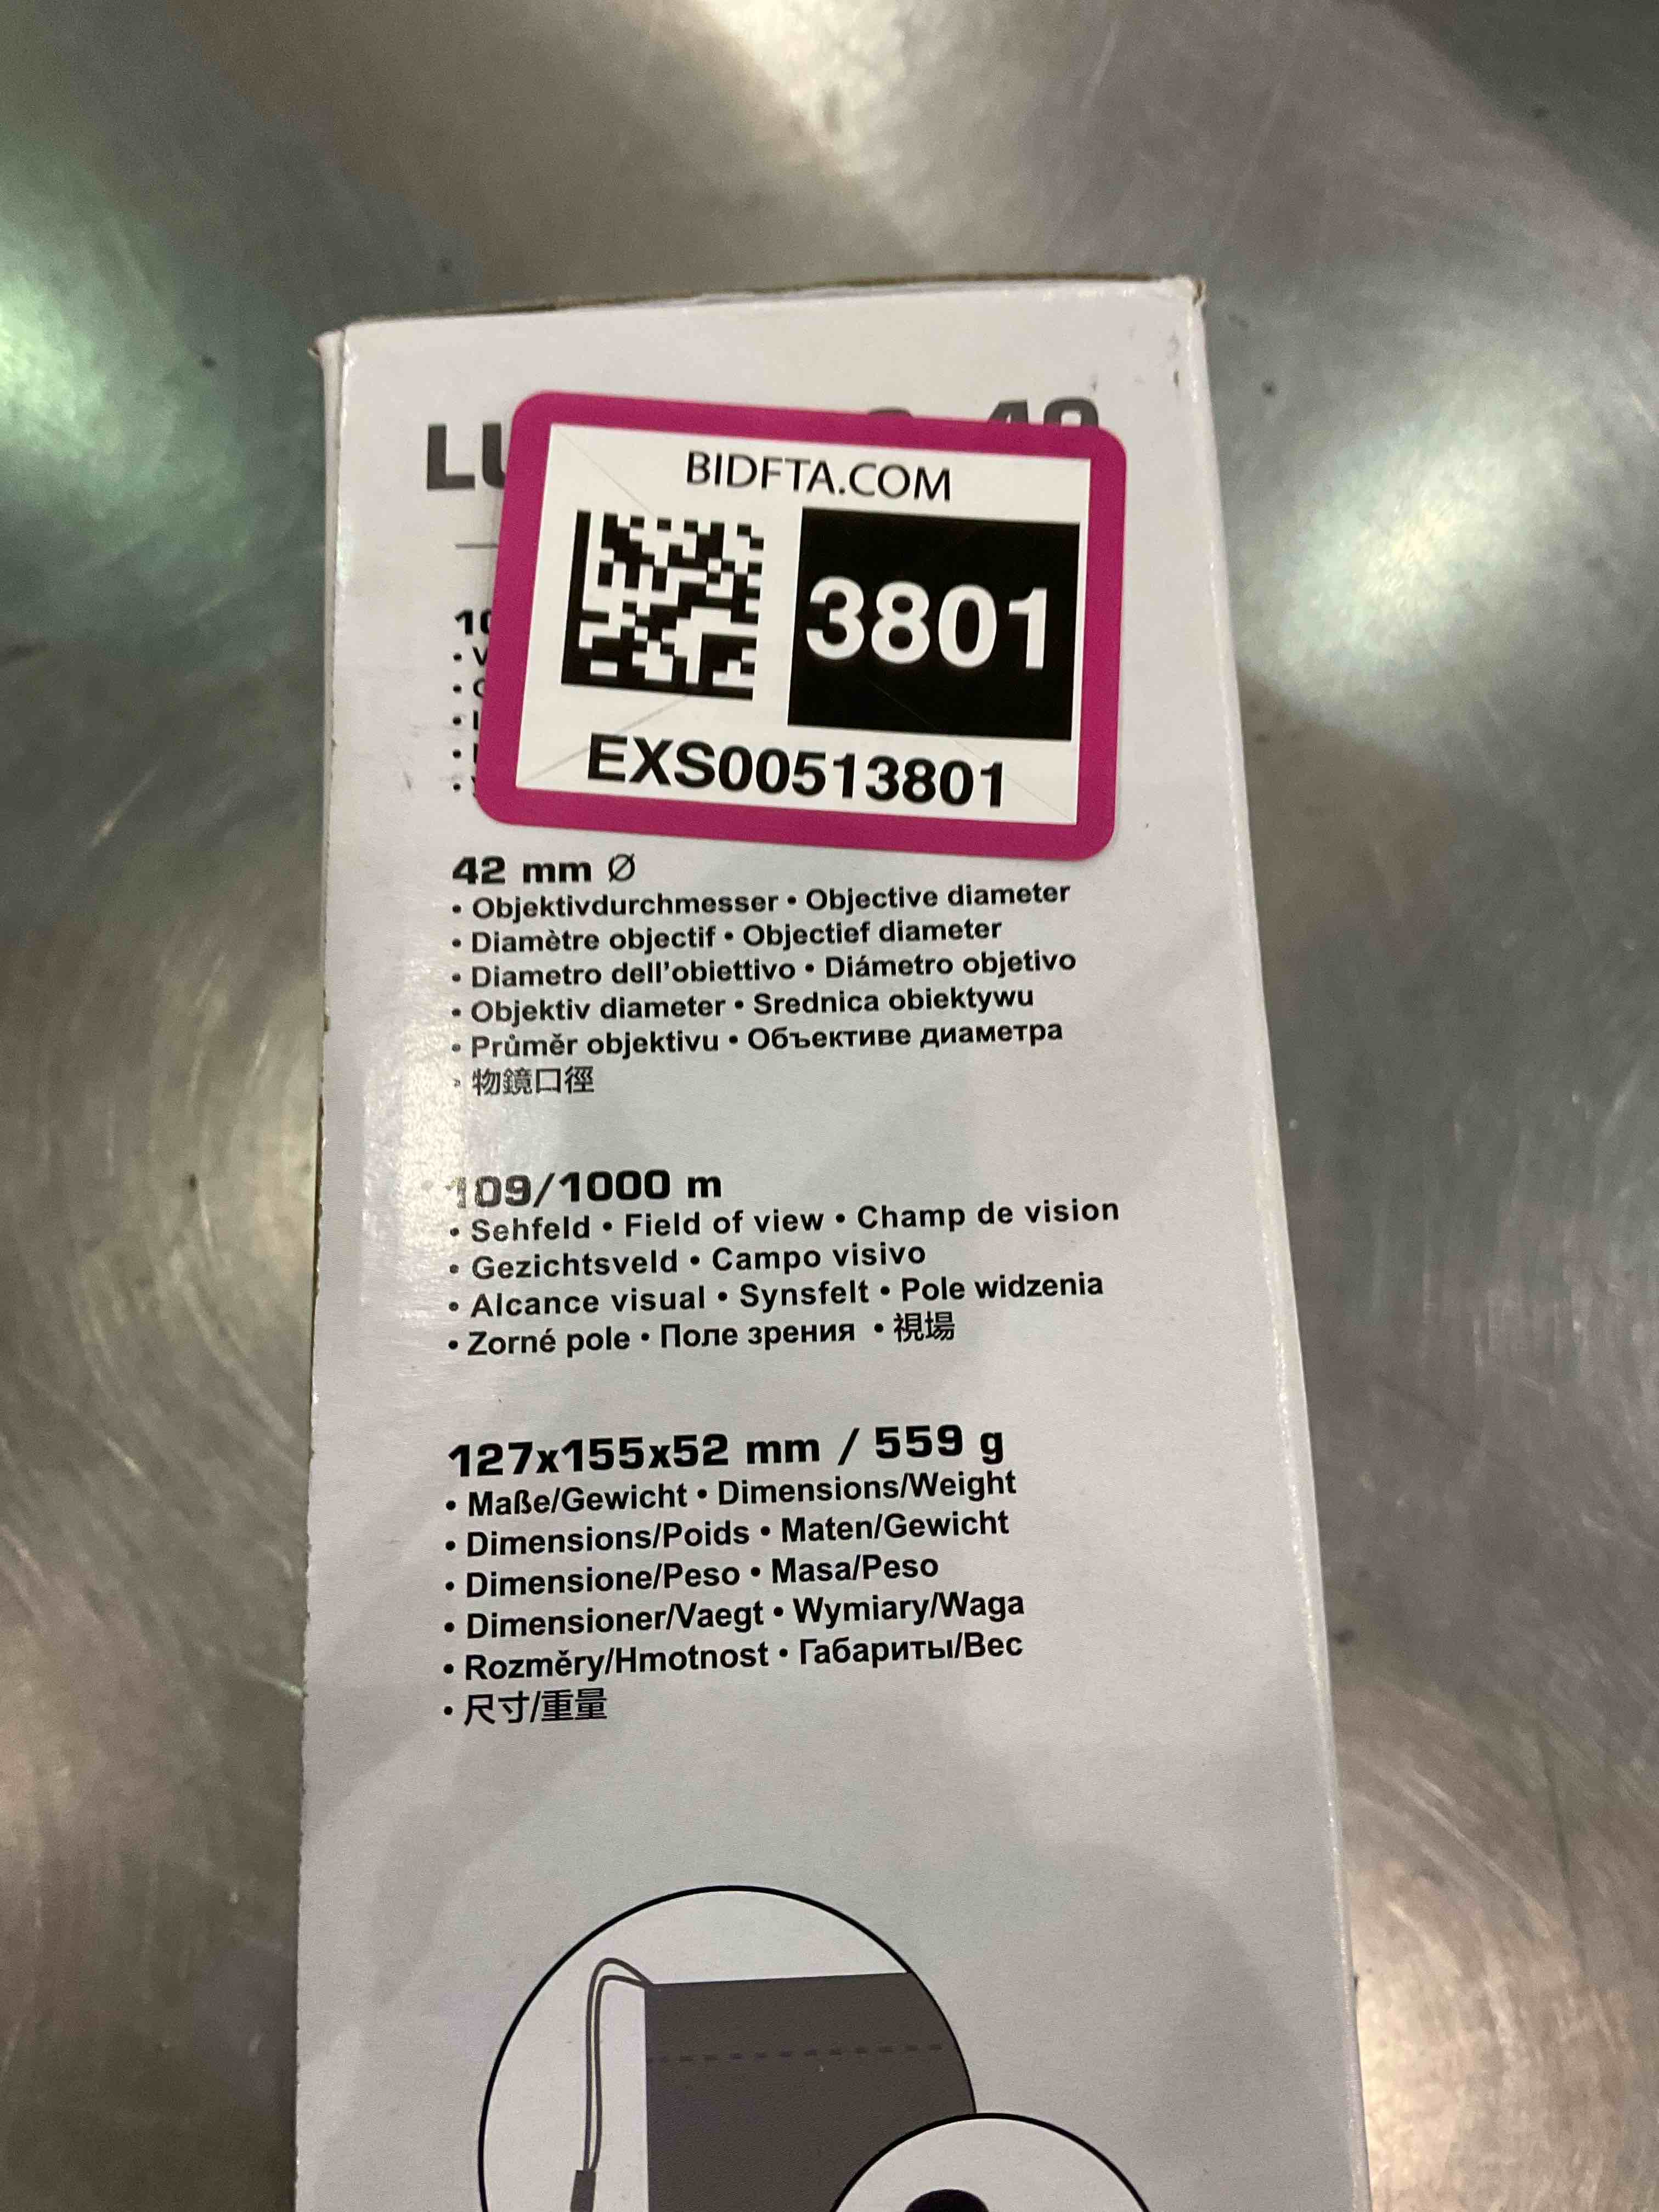 BIDFTA.COM
3801
EXS00513801
42 mm Ø
• Objektivdurchmesser • Objective diameter
• Diamètre objectif • Objectief diameter
• Diametro dell'obiettivo • Diámetro objetivo
• Objektiv diameter • Srednica obiektywu
• Průměr objektivu • Объективе диаметра
• 物鏡口徑
109/1000 m
• Sehfeld • Field of view • Champ de vision
• Gezichtsveld • Campo visivo
• Alcance visual • Synsfelt • Pole widzenia
• Zorné pole • Поле зрения • 視場
127x155x52 mm / 559 g
• Maße/Gewicht • Dimensions/Weight
• Dimensions/Poids • Maten/Gewicht
• Dimensione/Peso • Masa/Peso
• Dimensioner/Vaegt • Wymiary/Waga
• Rozměry/Hmotnost • Габариты/Вес
• 尺寸/重量